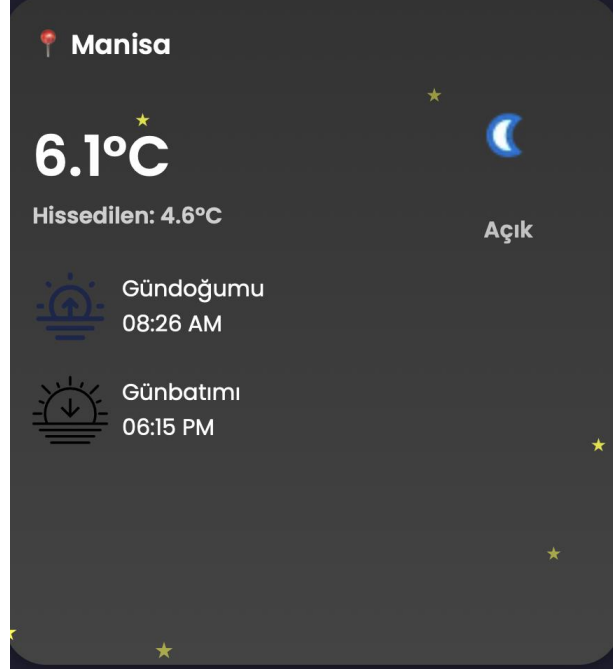 Manisa
6.1°C
Hissedilen: 4.6°C
Açık
Gündoğumu
08:26 AM
Günbatımı
06:15 PM